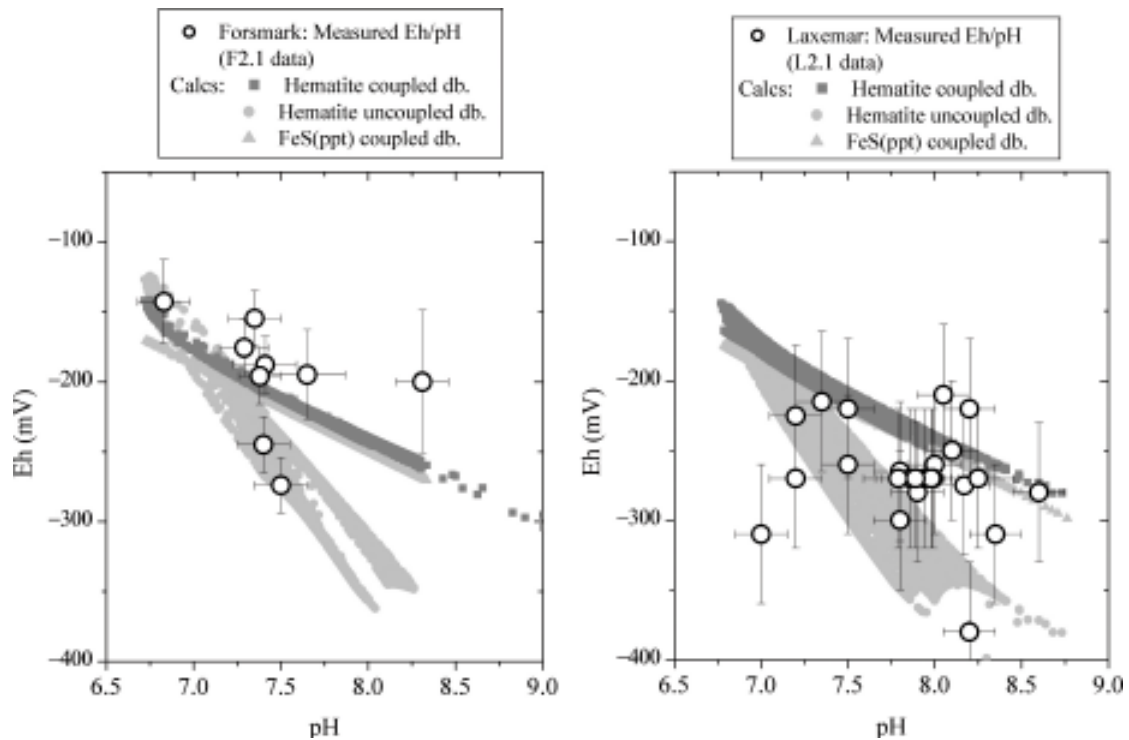 Forsmark: Measured Eh/pH
(F2.1 data)
Calcs: Hematite coupled db.
Hematite uncoupled db.
FeS(ppt) coupled db.
−100
−200
−300
−400
Eh (mV)
6.5 7.0 7.5 8.0 8.5 9.0
pH
Laxemar: Measured Eh/pH
(L2.1 data)
Calcs: Hematite coupled db.
Hematite uncoupled db.
FeS(ppt) coupled db.
−100
−200
−300
−400
Eh (mV)
6.5 7.0 7.5 8.0 8.5 9.0
pH